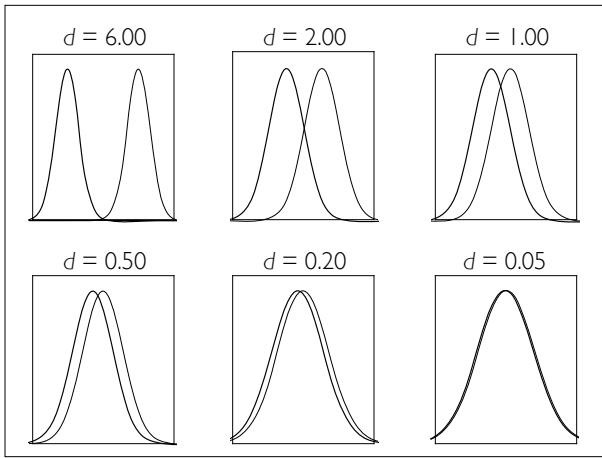 d = 6.00
d = 2.00
d = 1.00
d = 0.50
d = 0.20
d = 0.05